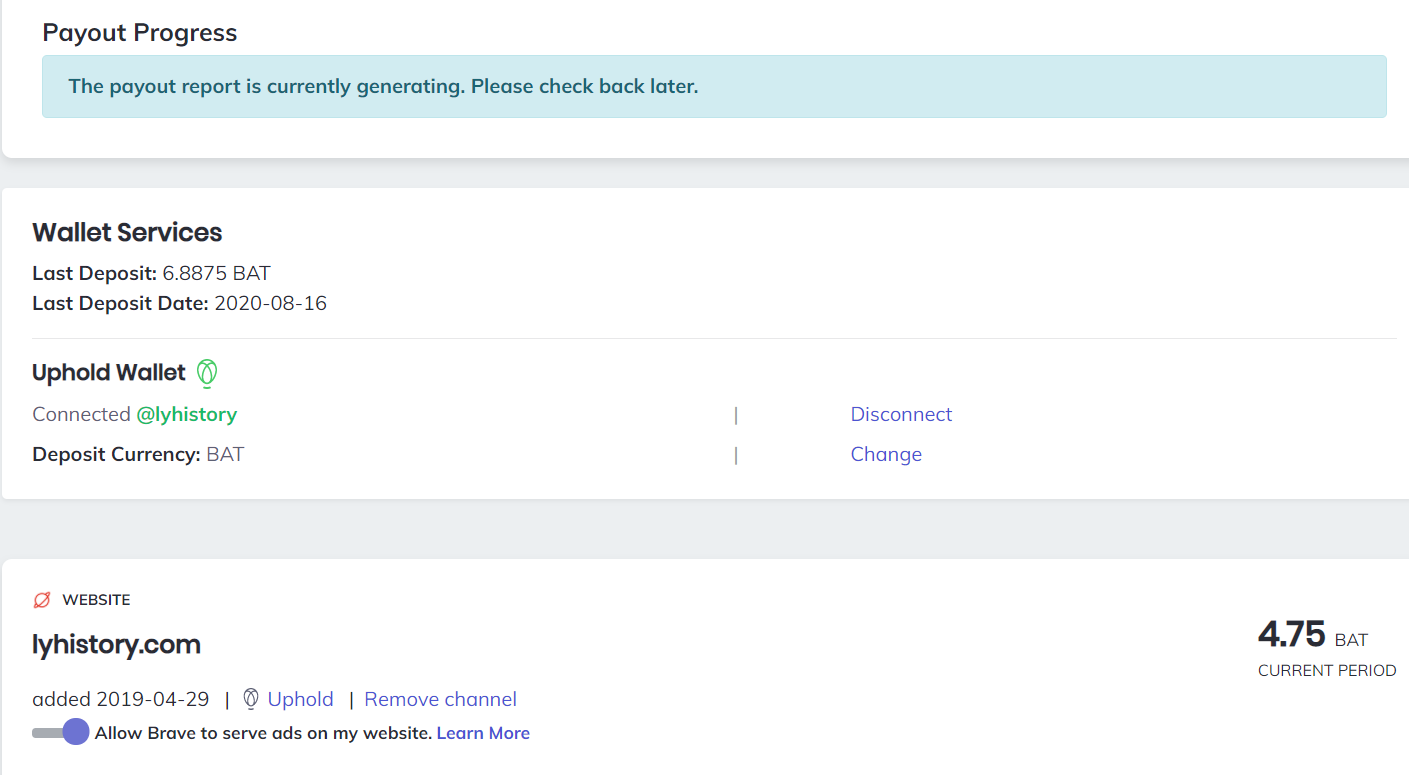 Payout Progress
The payout report is currently generating. Please check back later.
Wallet Services
Last Deposit: 6.8875 BAT
Last Deposit Date: 2020-08-16
Uphold Wallet
Connected @lyhistory | Disconnect
Deposit Currency: BAT | Change
WEBSITE
lyhistory.com
4.75 BAT
CURRENT PERIOD
added 2019-04-29 | Uphold | Remove channel
Allow Brave to serve ads on my website. Learn More